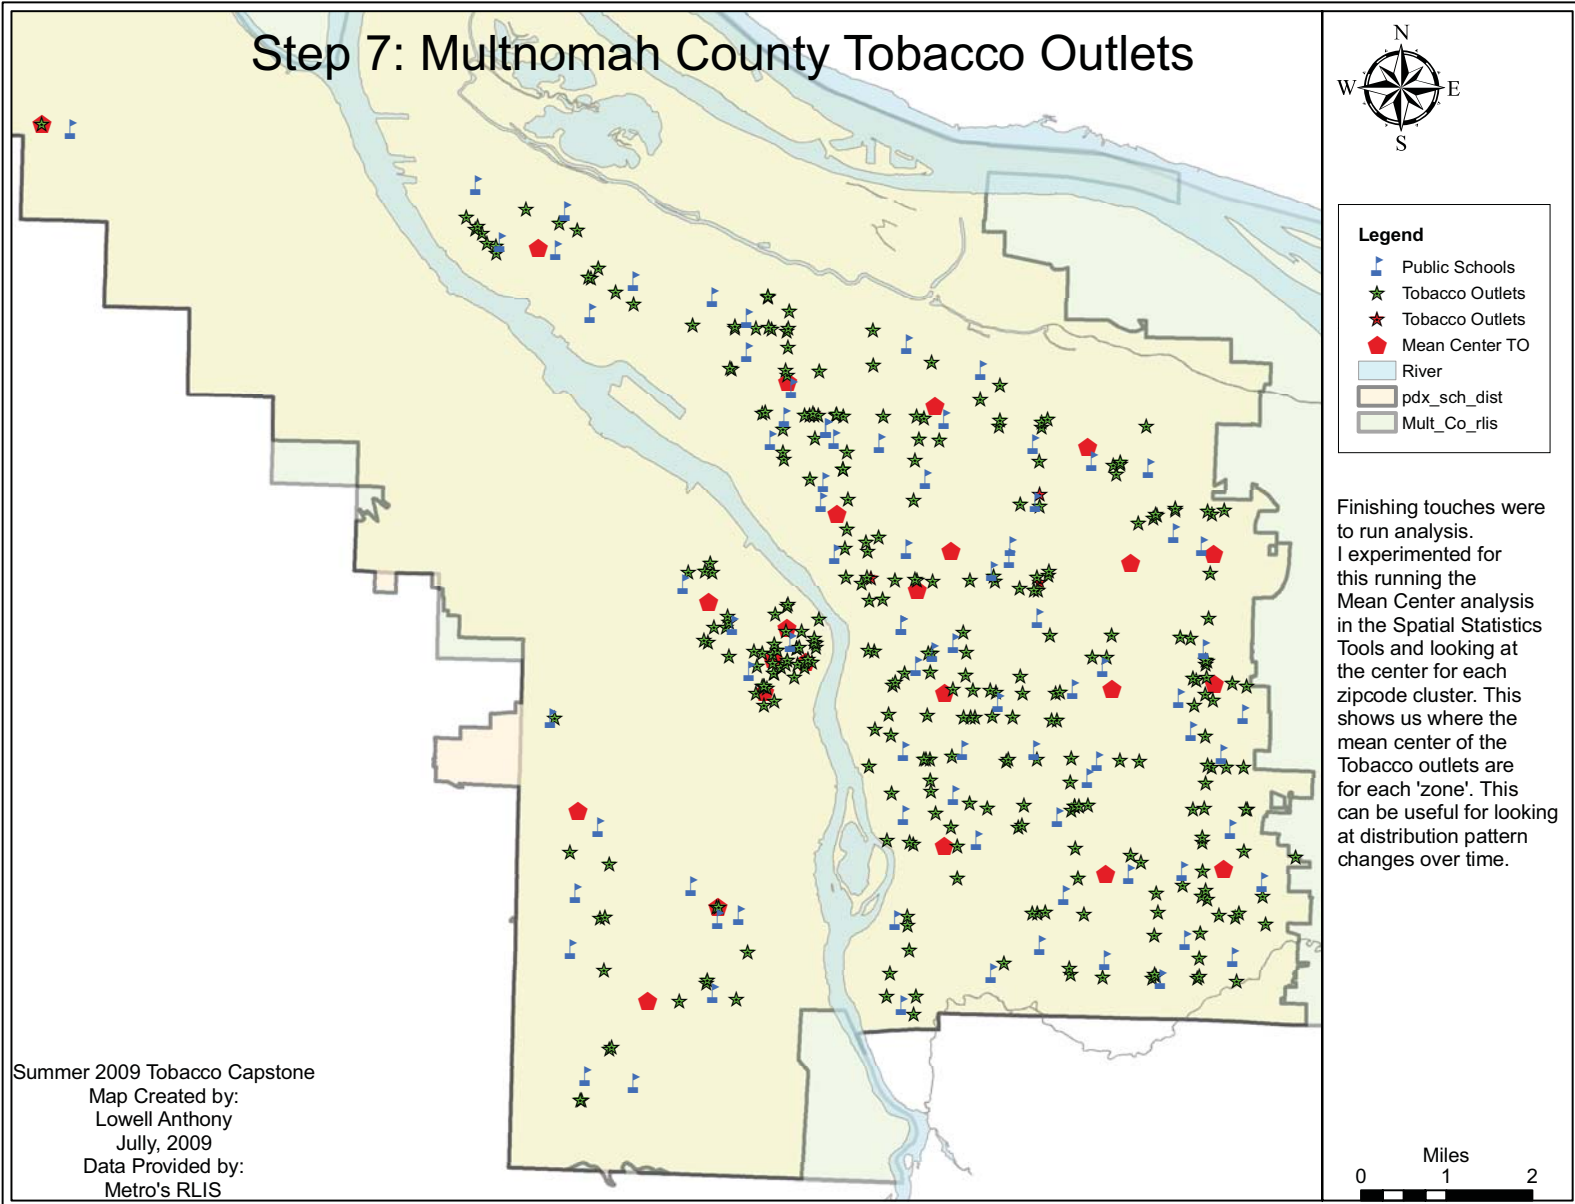 Step 7: Multnomah County Tobacco Outlets
N
W
E
S
Legend
Public Schools
Tobacco Outlets
Tobacco Outlets
Mean Center TO
River
pdx_sch_dist
Mult_Co_rlis
Finishing touches were
to run analysis.
I experimented for
this running the
Mean Center analysis
in the Spatial Statistics
Tools and looking at
the center for each
zipcode cluster. This
shows us where the
mean center of the
Tobacco outlets are
for each 'zone'. This
can be useful for looking
at distribution pattern
changes over time.
Summer 2009 Tobacco Capstone
Map Created by:
Lowell Anthony
Jully, 2009
Data Provided by:
Metro's RLIS
Miles
0 1 2